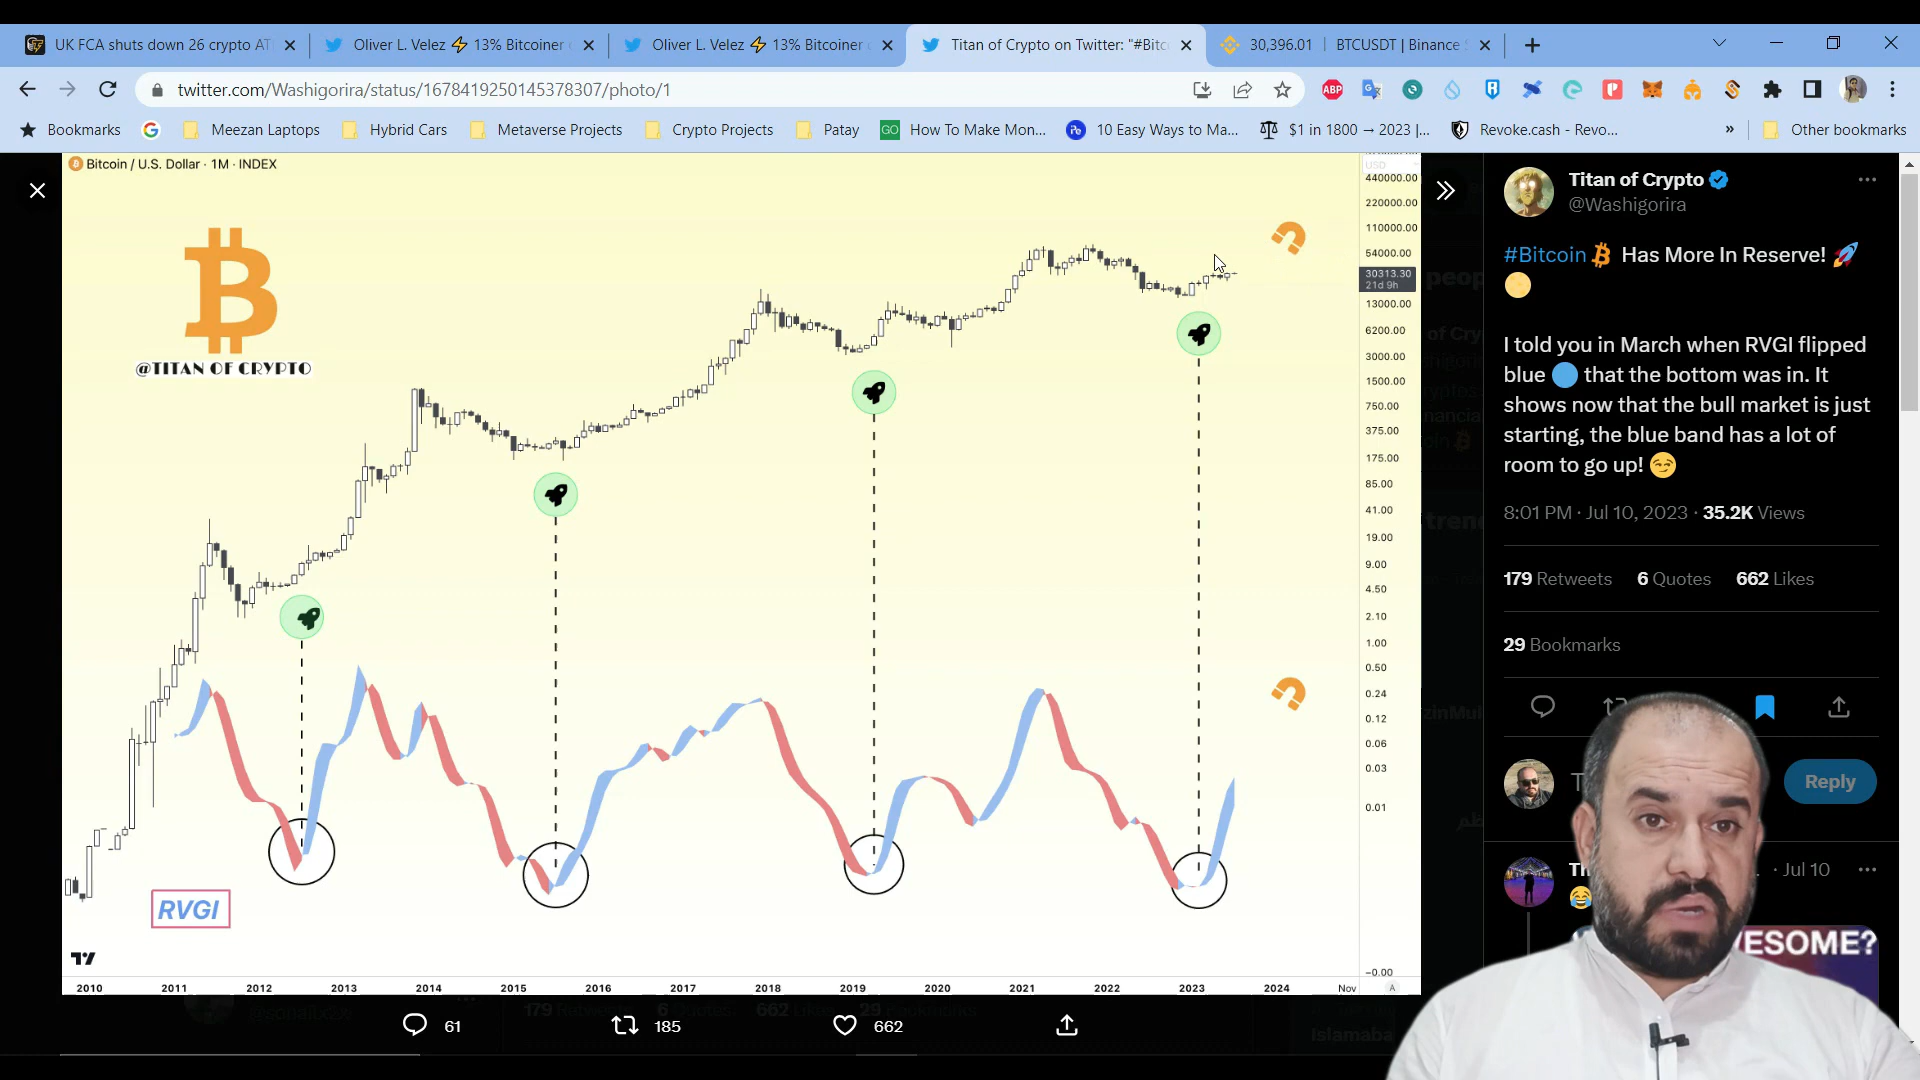 UK FCA shuts down 26 crypto AT
Oliver L. Velez ⚡ 13% Bitcoiner
Oliver L. Velez ⚡ 13% Bitcoiner
Titan of Crypto on Twitter: "#Bitc
30,396.01 | BTCUSDT | Binance
twitter.com/Washigorira/status/1678419250145378307/photo/1
ABP
Bookmarks
Meezan Laptops
Hybrid Cars
Metaverse Projects
Crypto Projects
Patay
GO How To Make Mon...
10 Easy Ways to Ma...
$1 in 1800 → 2023 |...
Revoke.cash - Revo...
»
Other bookmarks
Bitcoin / U.S. Dollar · 1M · INDEX
USD
440000.00
220000.00
110000.00
54000.00
30313.30
21d 9h
13000.00
6200.00
3000.00
1500.00
750.00
375.00
175.00
85.00
41.00
19.00
9.00
4.50
2.10
1.00
0.50
0.24
0.12
0.06
0.03
0.01
−0.00
@TITAN OF CRYPTO
RVGI
2010 2011 2012 2013 2014 2015 2016 2017 2018 2019 2020 2021 2022 2023 2024 Nov A
61 185 662
Titan of Crypto
@Washigorira
#Bitcoin Has More In Reserve! 🚀
🌕
I told you in March when RVGI flipped
blue 🔵 that the bottom was in. It
shows now that the bull market is just
starting, the blue band has a lot of
room to go up! 😏
8:01 PM · Jul 10, 2023 · 35.2K Views
179 Retweets 6 Quotes 662 Likes
29 Bookmarks
Reply
· Jul 10
😂
ESOME?
Islamaba